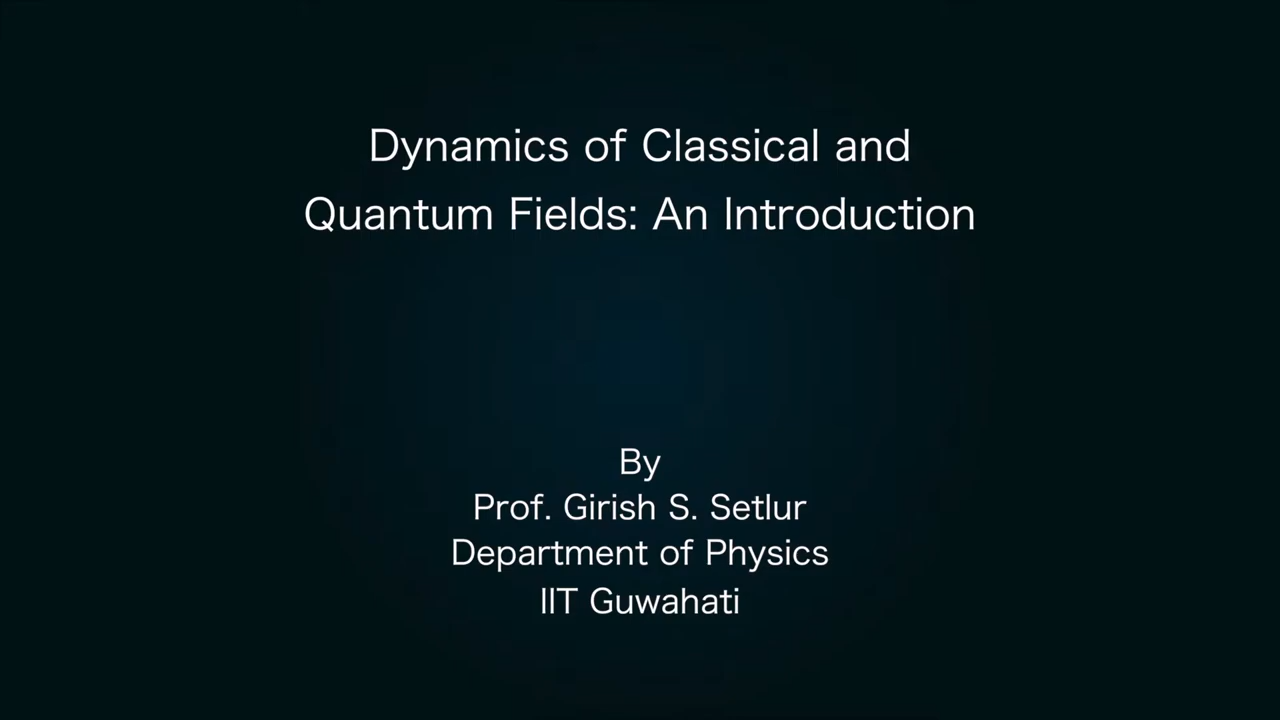 Dynamics of Classical and
Quantum Fields: An Introduction
By
Prof. Girish S. Setlur
Department of Physics
IIT Guwahati